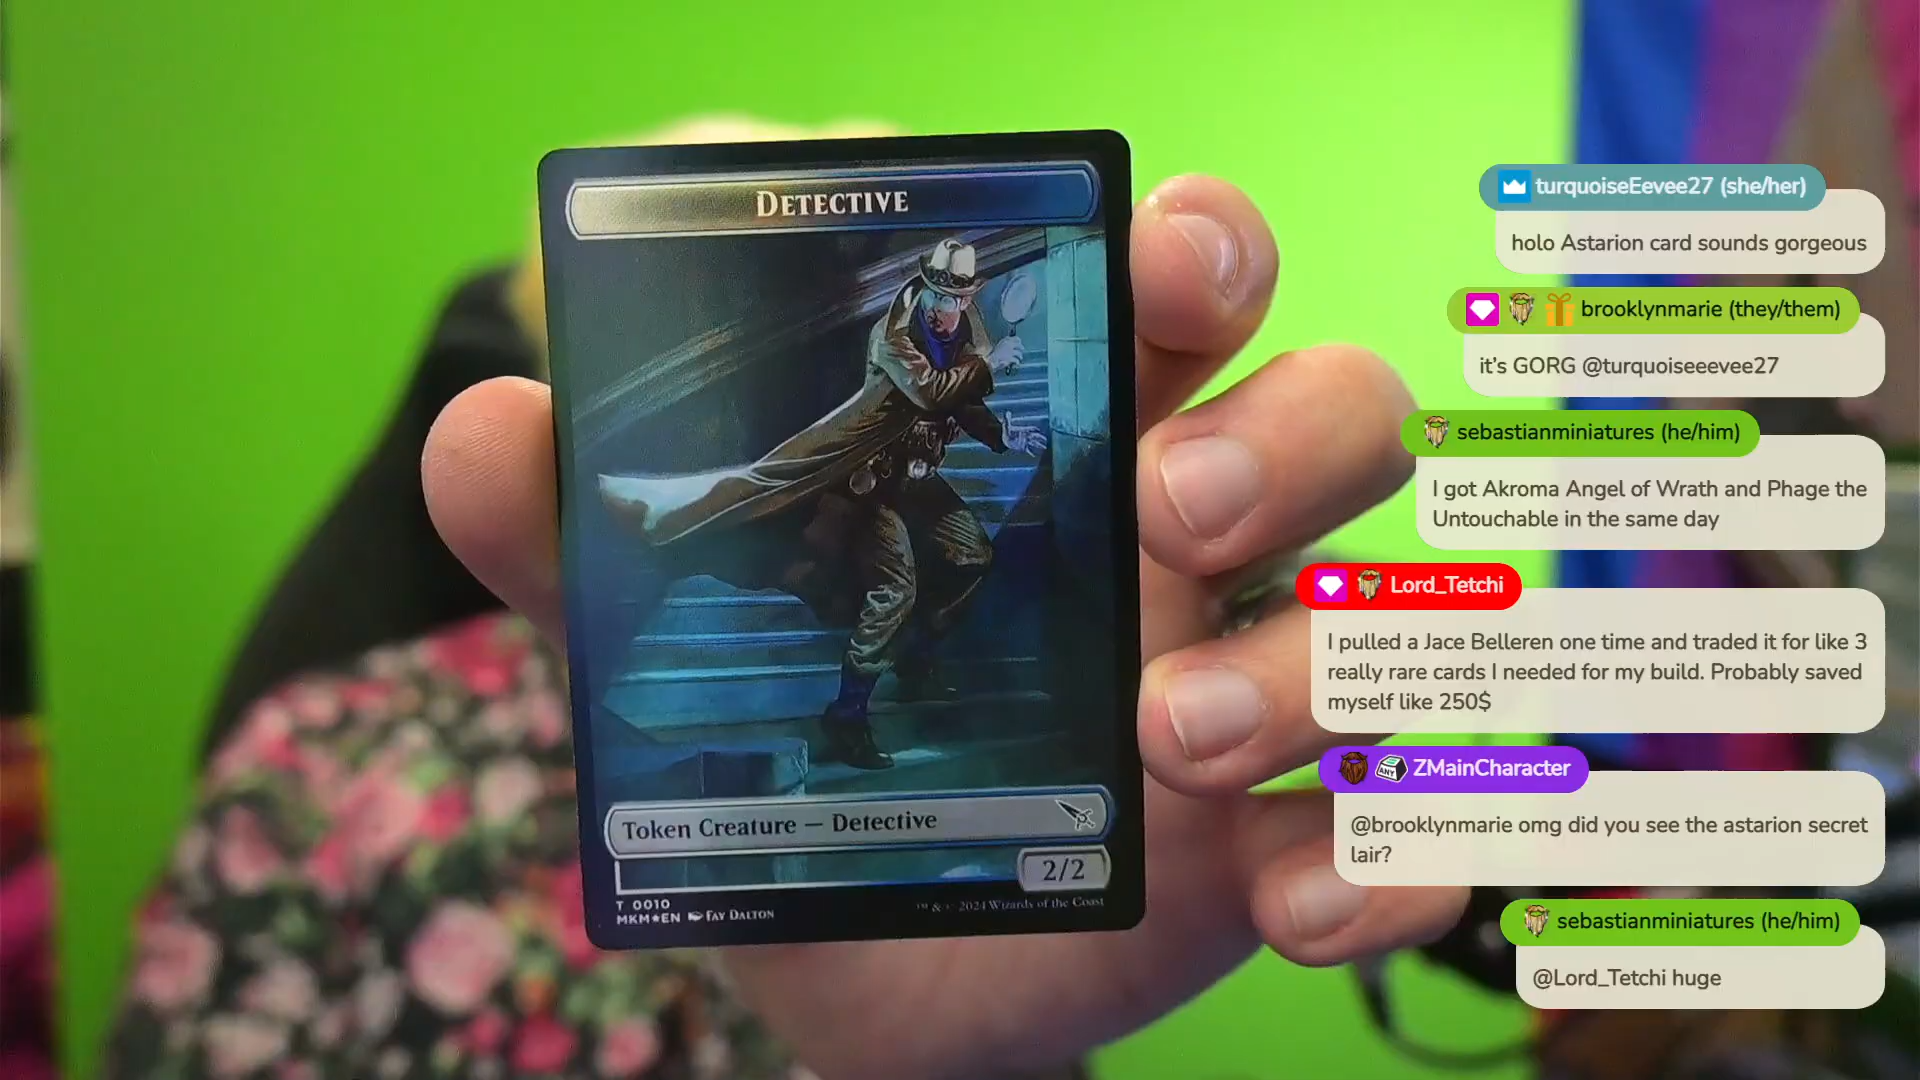 DETECTIVE
Token Creature — Detective
2/2
T 0010
MKM★EN FAY DALTON
™ & © 2024 Wizards of the Coast
turquoiseEevee27 (she/her)
holo Astarion card sounds gorgeous
brooklynmarie (they/them)
it's GORG @turquoiseeevee27
sebastianminiatures (he/him)
I got Akroma Angel of Wrath and Phage the
Untouchable in the same day
Lord_Tetchi
I pulled a Jace Belleren one time and traded it for like 3
really rare cards I needed for my build. Probably saved
myself like 250$
ANY
ZMainCharacter
@brooklynmarie omg did you see the astarion secret
lair?
sebastianminiatures (he/him)
@Lord_Tetchi huge